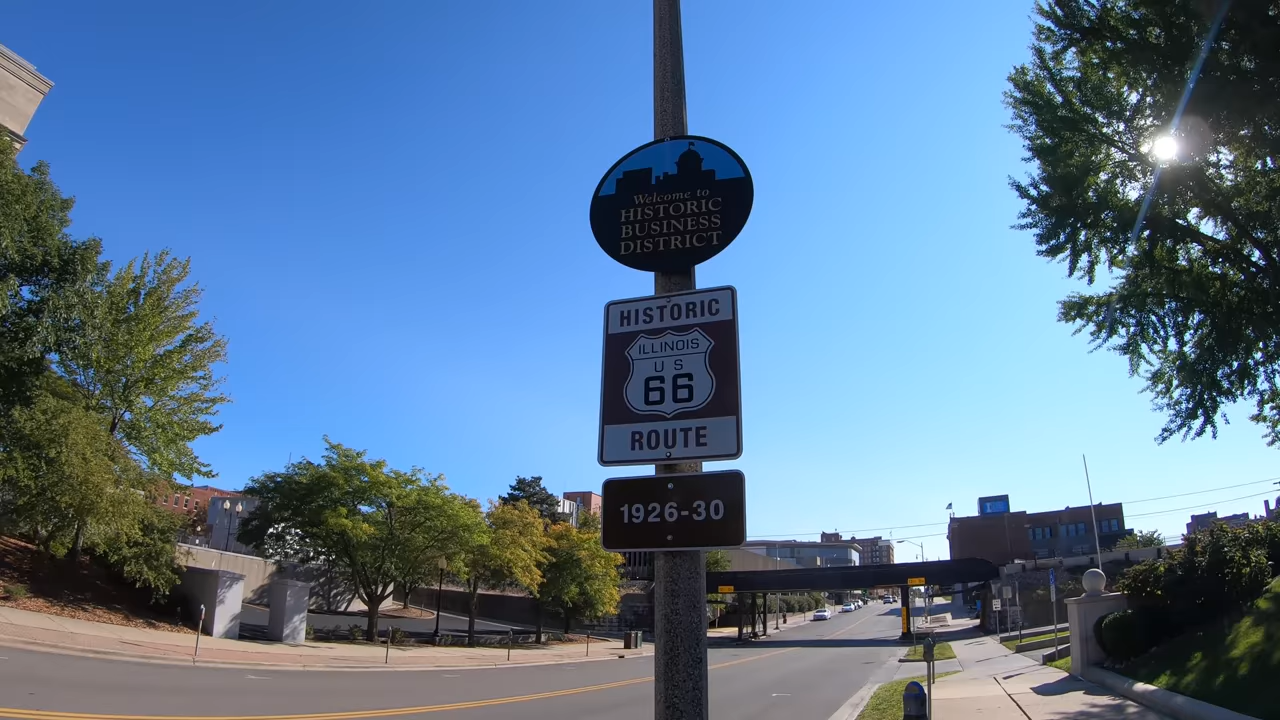 Welcome to
HISTORIC
BUSINESS
DISTRICT
HISTORIC
ILLINOIS
U S
66
ROUTE
1926-30